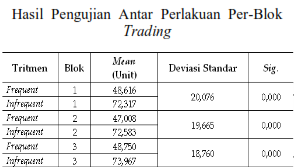 Hasil Pengujian Antar Perlakuan Per-Blok
Trading
Tritmen Blok Mean (Unit) Deviasi Standar Sig.
Frequent 1 48,616 20,076 0,000
Infrequent 1 72,317
Frequent 2 47,008 19,665 0,000
Infrequent 2 72,583
Frequent 3 48,750 18,760 0,000
Infrequent 3 73,967